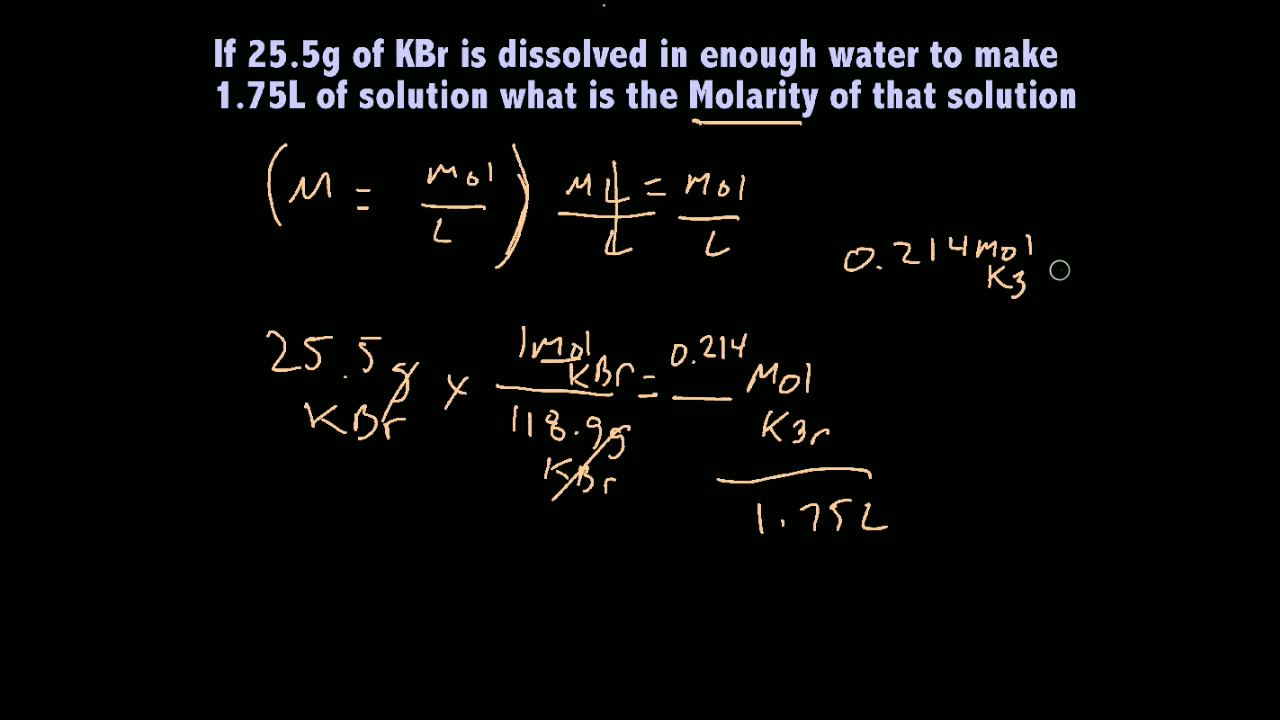 If 25.5g of KBr is dissolved in enough water to make
1.75L of solution what is the Molarity of that solution
(M = mol/L) ML/L = mol/L
0.214 mol
K3
25.5g KBr x 1mol KBr/118.9g KBr = 0.214 mol K3r
1.75L